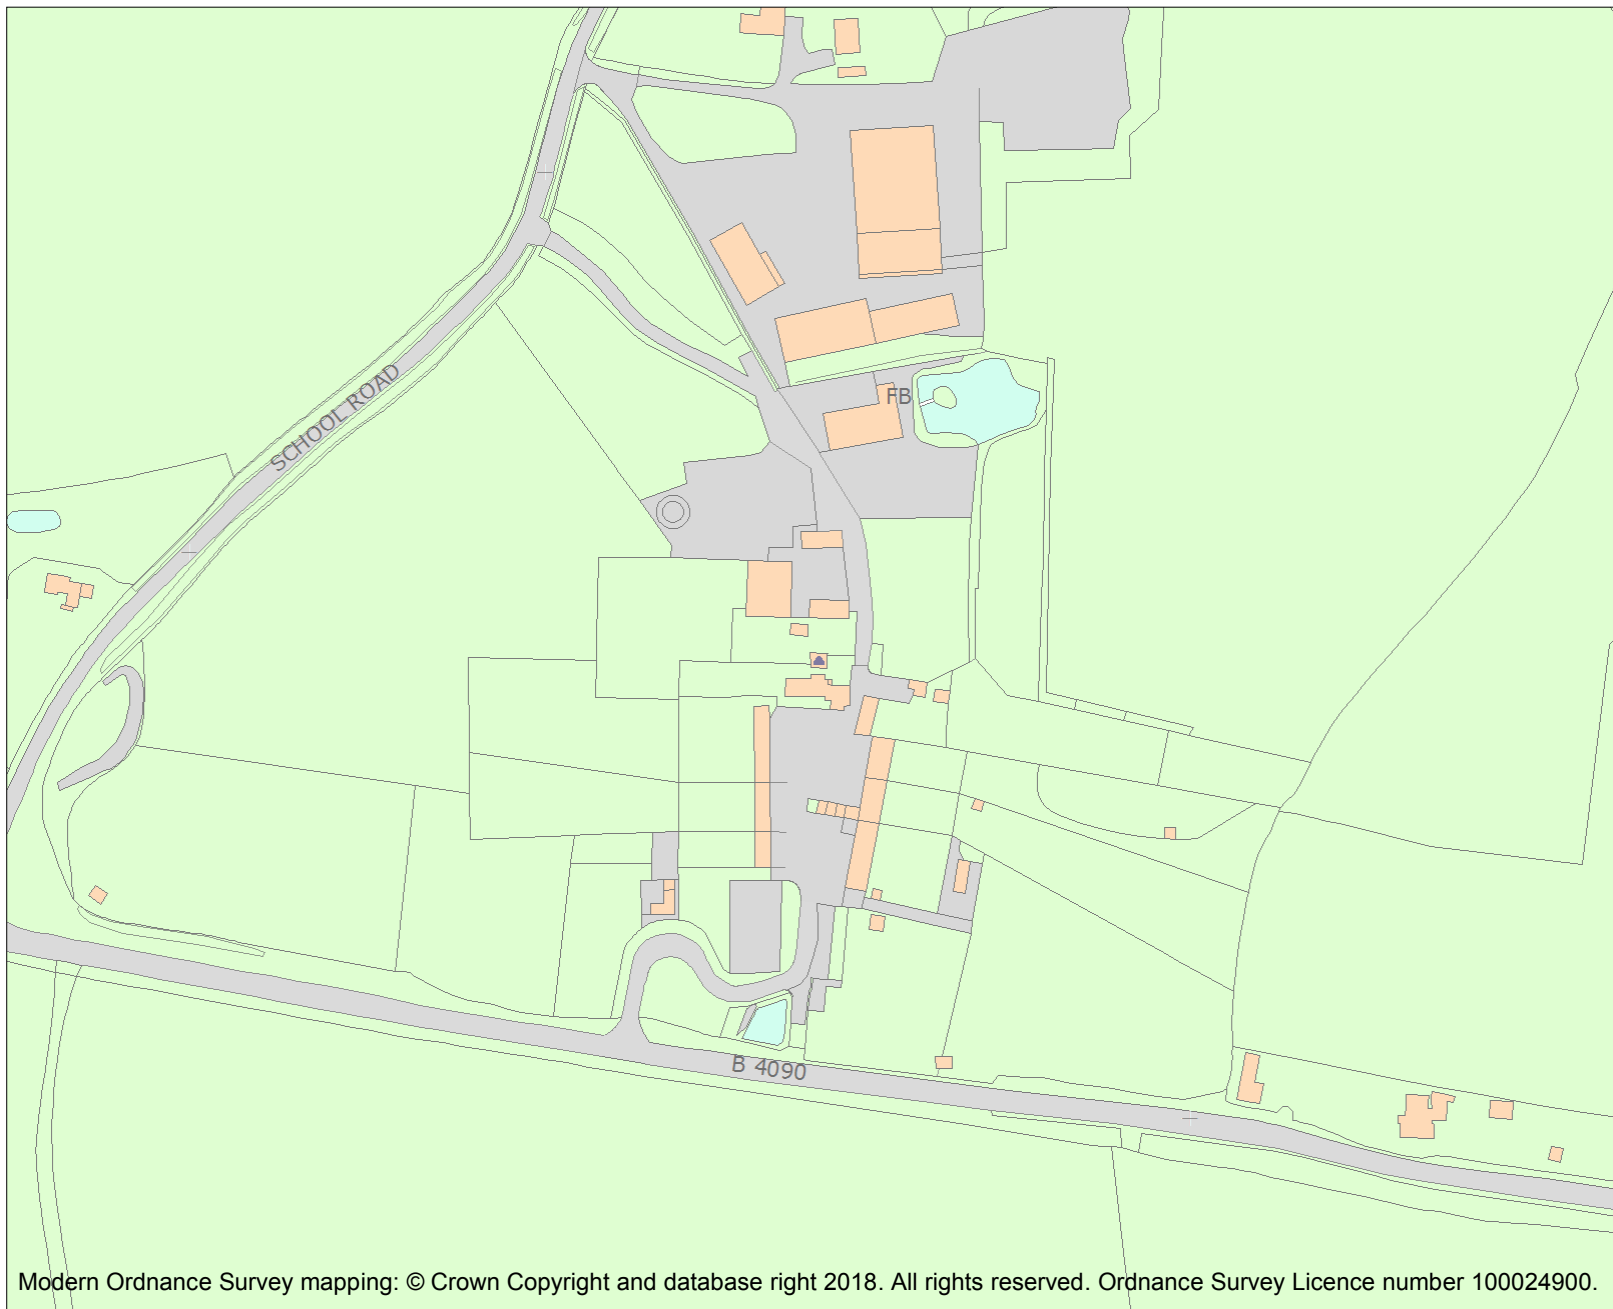 FB
SCHOOL ROAD
B 4090
Modern Ordnance Survey mapping: © Crown Copyright and database right 2018. All rights reserved. Ordnance Survey Licence number 100024900.